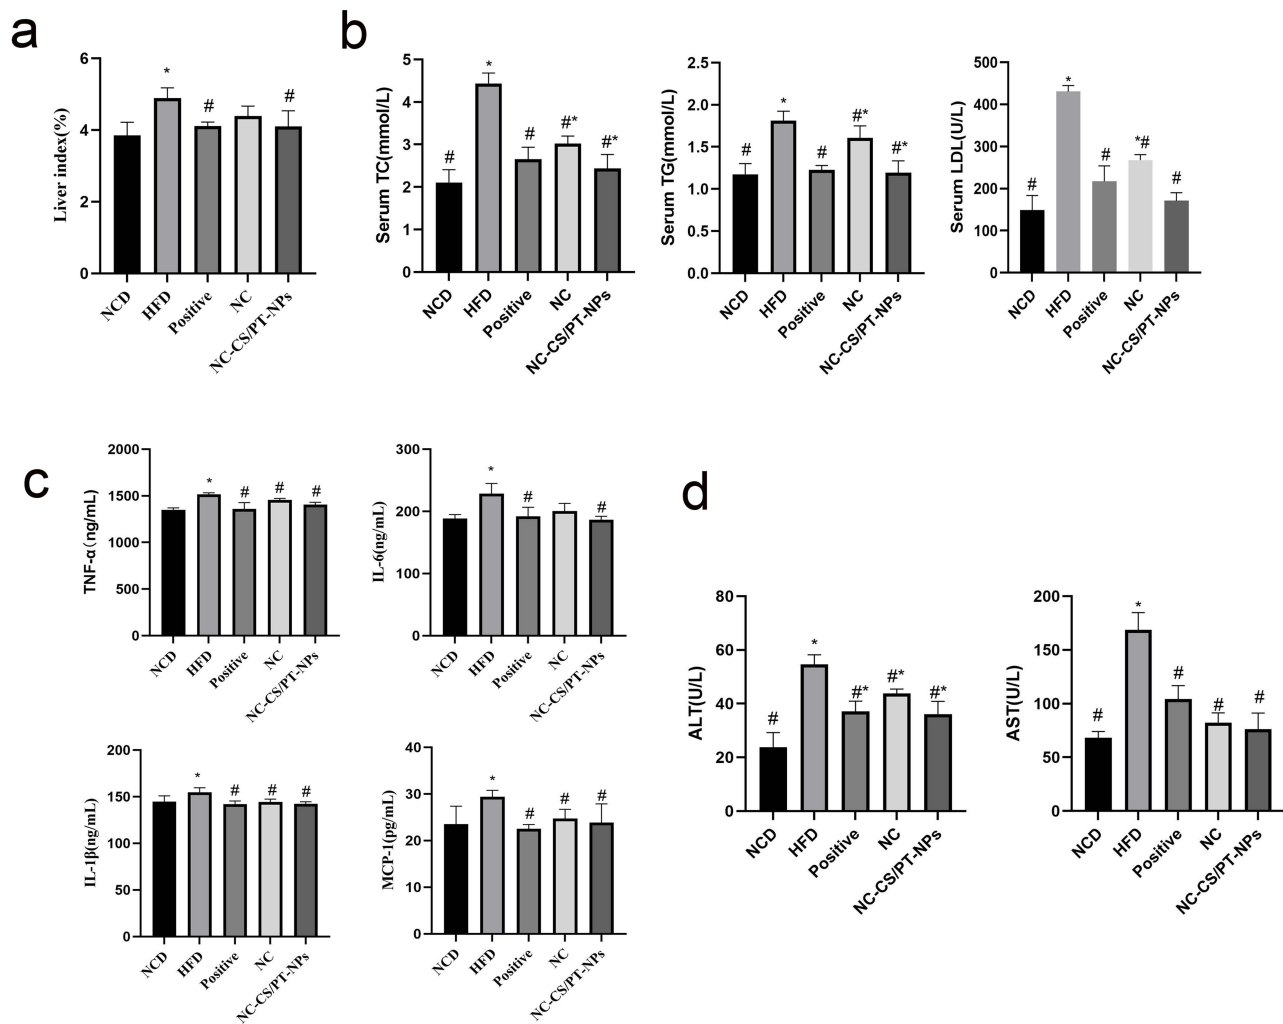 a
Liver index(%)
6
4
2
0
*
#
#
NCD
HFD
Positive
NC
NC-CS/PT-NPs
b
Serum TC(mmol/L)
5
4
3
2
1
0
#
*
#
#*
#*
NCD
HFD
Positive
NC
NC-CS/PT-NPs
Serum TG(mmol/L)
2.5
2.0
1.5
1.0
0.5
0.0
#
*
#
#*
#*
NCD
HFD
Positive
NC
NC-CS/PT-NPs
Serum LDL(U/L)
500
400
300
200
100
0
#
*
#
*#
#
NCD
HFD
Positive
NC
NC-CS/PT-NPs
c
TNF-α(ng/mL)
2000
1500
1000
500
0
*
#
#
#
NCD
HFD
Positive
NC
NC-CS/PT-NPs
IL-6(ng/mL)
300
200
100
0
*
#
#
NCD
HFD
Positive
NC
NC-CS/PT-NPs
IL-1β(ng/mL)
200
150
100
50
0
*
#
#
#
NCD
HFD
Positive
NC
NC-CS/PT-NPs
MCP-1(pg/mL)
40
30
20
10
0
*
#
#
#
NCD
HFD
Positive
NC
NC-CS/PT-NPs
d
ALT(U/L)
80
60
40
20
0
#
*
#*
#*
#*
NCD
HFD
Positive
NC
NC-CS/PT-NPs
AST(U/L)
200
150
100
50
0
#
*
#
#
#
NCD
HFD
Positive
NC
NC-CS/PT-NPs